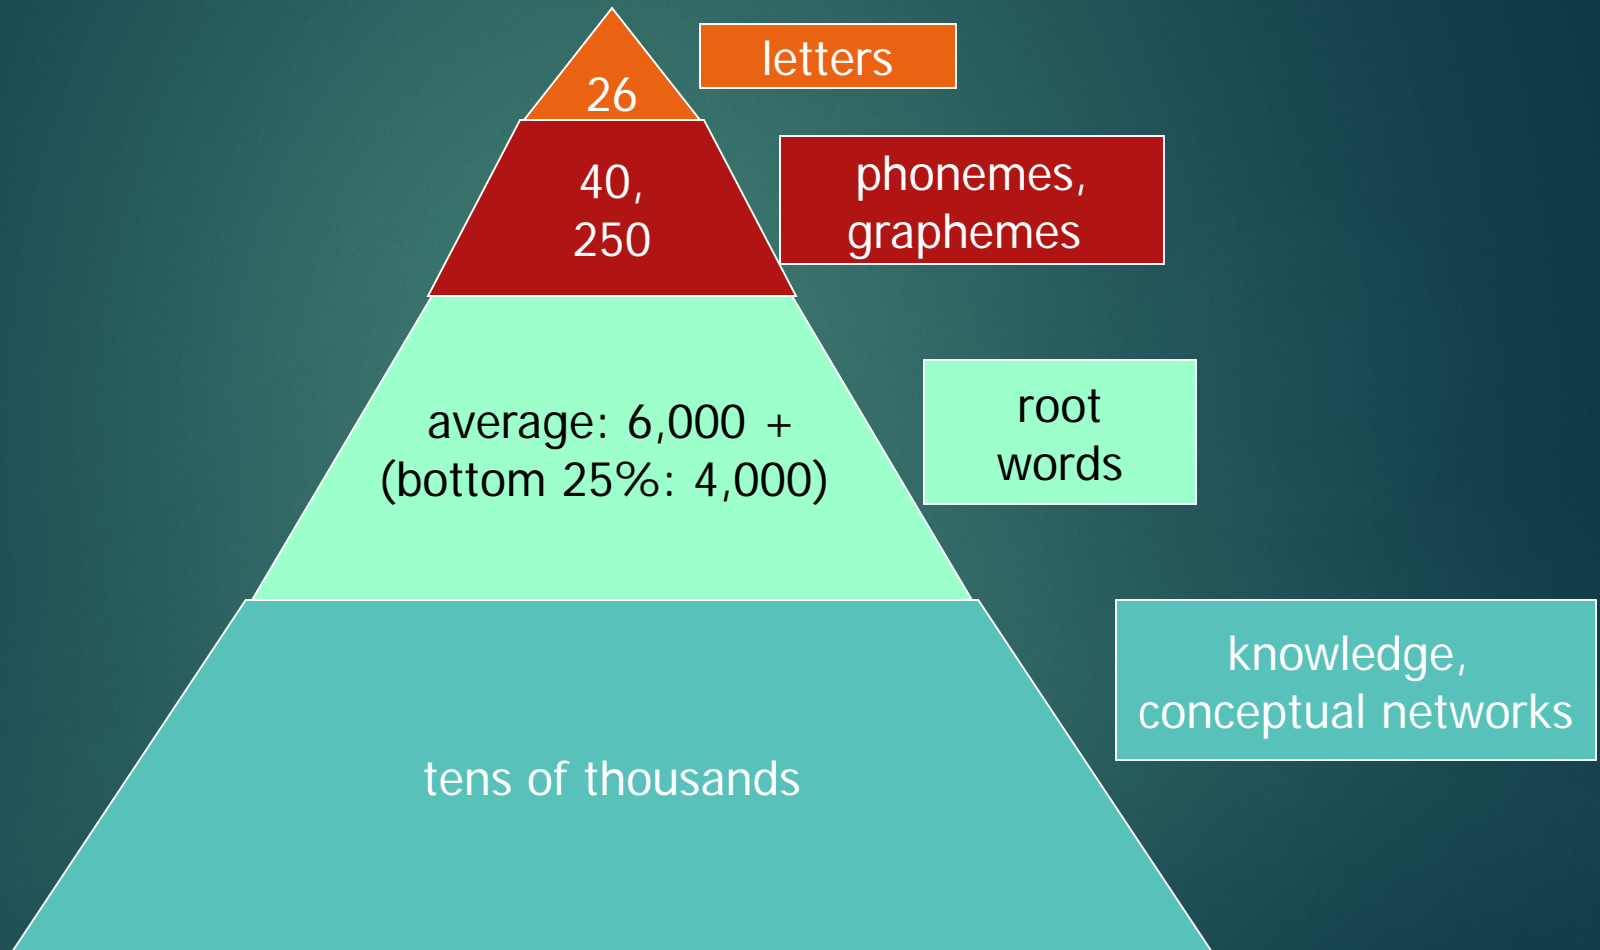 letters
26
40,
250
phonemes,
graphemes
average: 6,000 +
(bottom 25%: 4,000)
root
words
knowledge,
conceptual networks
tens of thousands